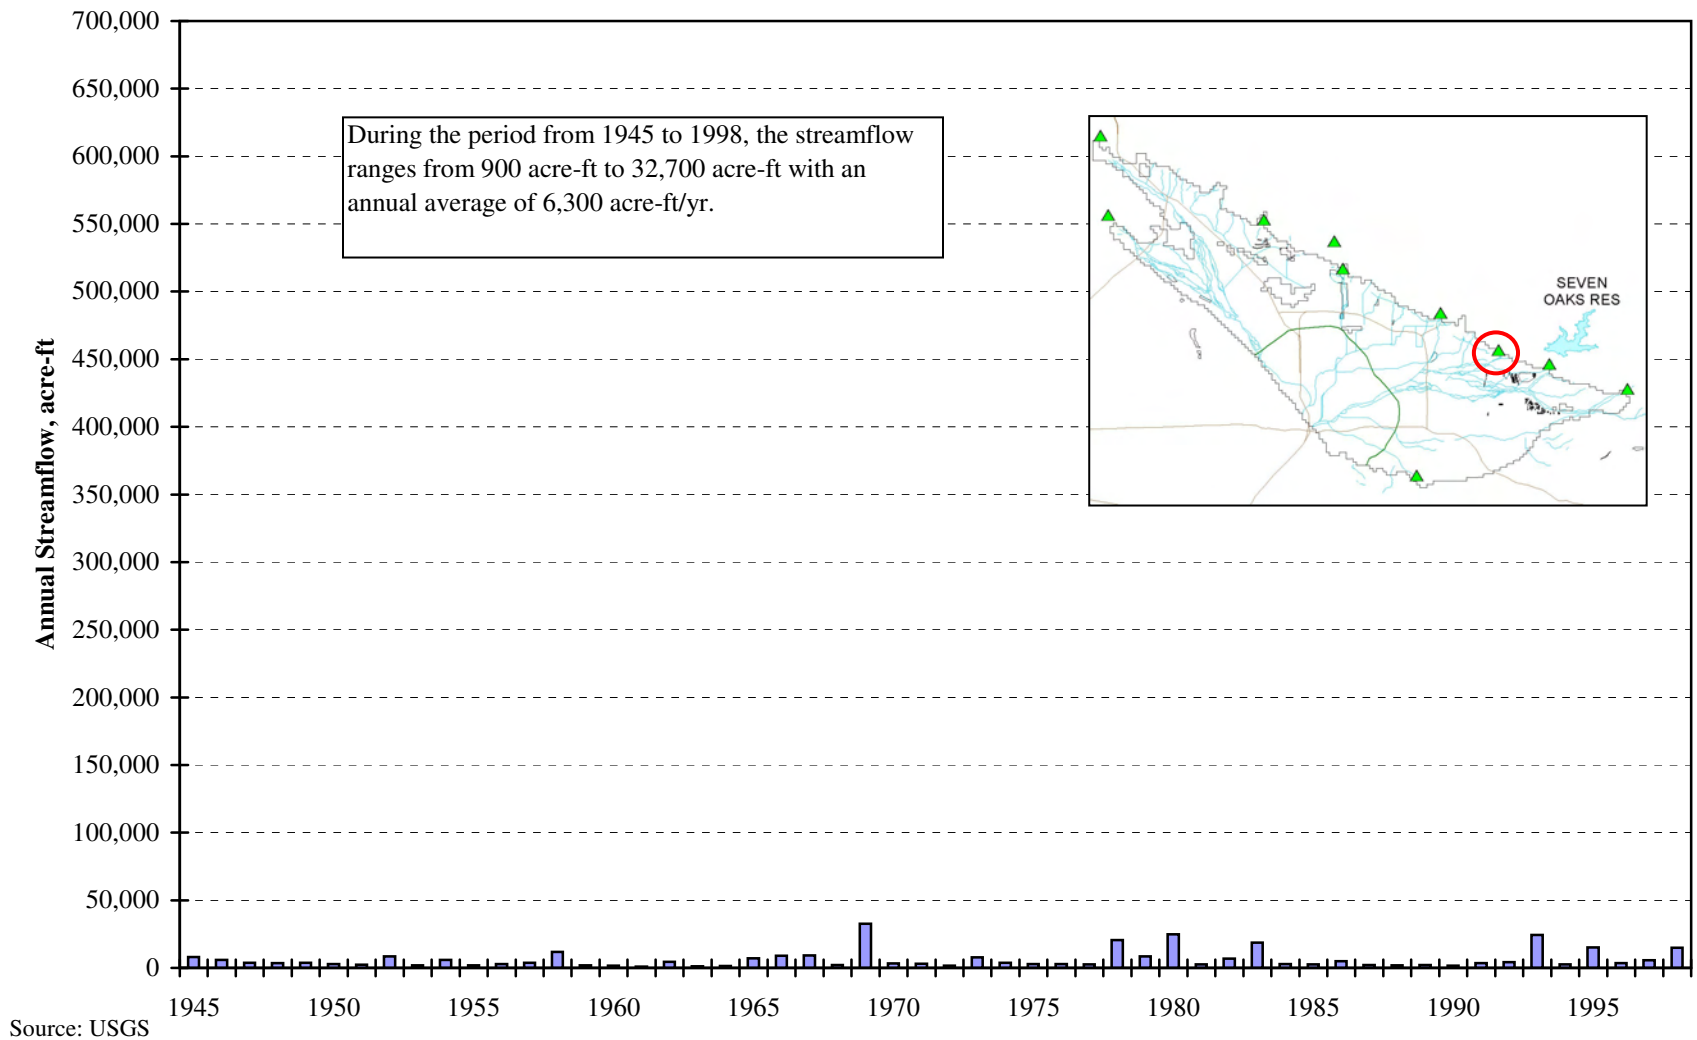 700,000
650,000
600,000
550,000
500,000
450,000
400,000
350,000
300,000
250,000
200,000
150,000
100,000
50,000
0
Annual Streamflow, acre-ft
During the period from 1945 to 1998, the streamflow
ranges from 900 acre-ft to 32,700 acre-ft with an
annual average of 6,300 acre-ft/yr.
SEVEN
OAKS RES
1945 1950 1955 1960 1965 1970 1975 1980 1985 1990 1995
Source: USGS